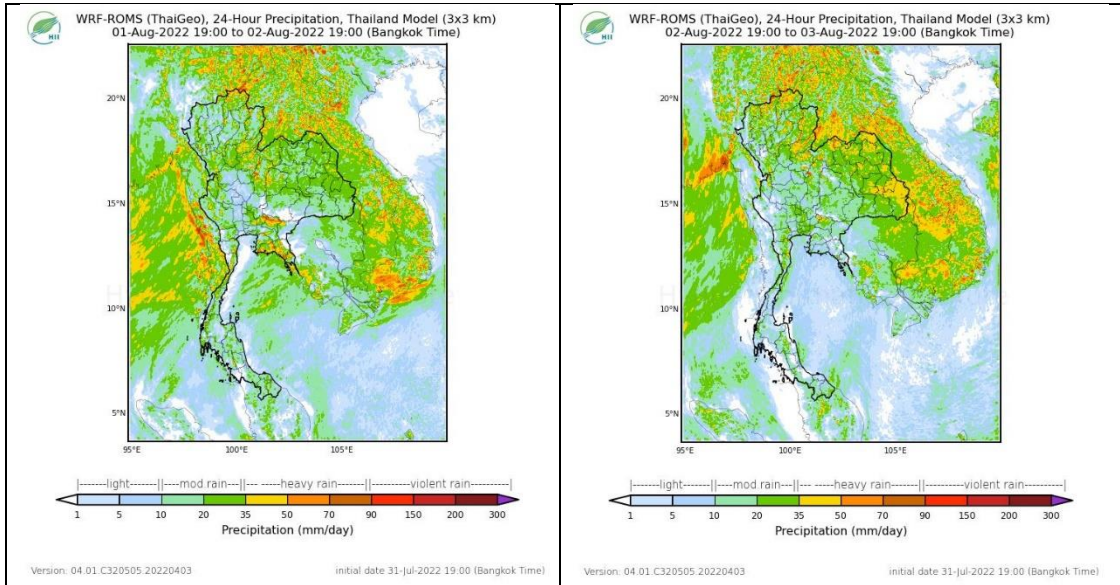 HII
WRF-ROMS (ThaiGeo), 24-Hour Precipitation, Thailand Model (3x3 km)
01-Aug-2022 19:00 to 02-Aug-2022 19:00 (Bangkok Time)
20°N
15°N
10°N
5°N
95°E
100°E
105°E
|-------light-------||----mod rain---||--- ----heavy rain----||----------violent rain---------|
1
5
10
20
35
50
70
90
150
200
300
Precipitation (mm/day)
Version: 04.01.C320505.20220403
initial date 31-Jul-2022 19:00 (Bangkok Time)
HII
WRF-ROMS (ThaiGeo), 24-Hour Precipitation, Thailand Model (3x3 km)
02-Aug-2022 19:00 to 03-Aug-2022 19:00 (Bangkok Time)
20°N
15°N
10°N
5°N
95°E
100°E
105°E
|-------light-------||----mod rain---||--- ----heavy rain----||----------violent rain---------|
1
5
10
20
35
50
70
90
150
200
300
Precipitation (mm/day)
Version: 04.01.C320505.20220403
initial date 31-Jul-2022 19:00 (Bangkok Time)